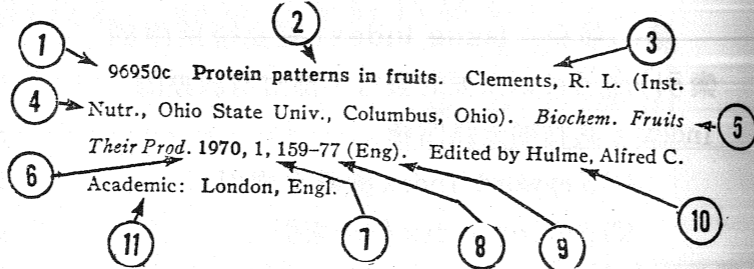 2
1
3
96950c Protein patterns in fruits. Clements, R. L. (Inst.
4
Nutr., Ohio State Univ., Columbus, Ohio). Biochem. Fruits
5
Their Prod. 1970, 1, 159–77 (Eng). Edited by Hulme, Alfred C.
6
Academic: London, Engl.
11
7
8
9
10